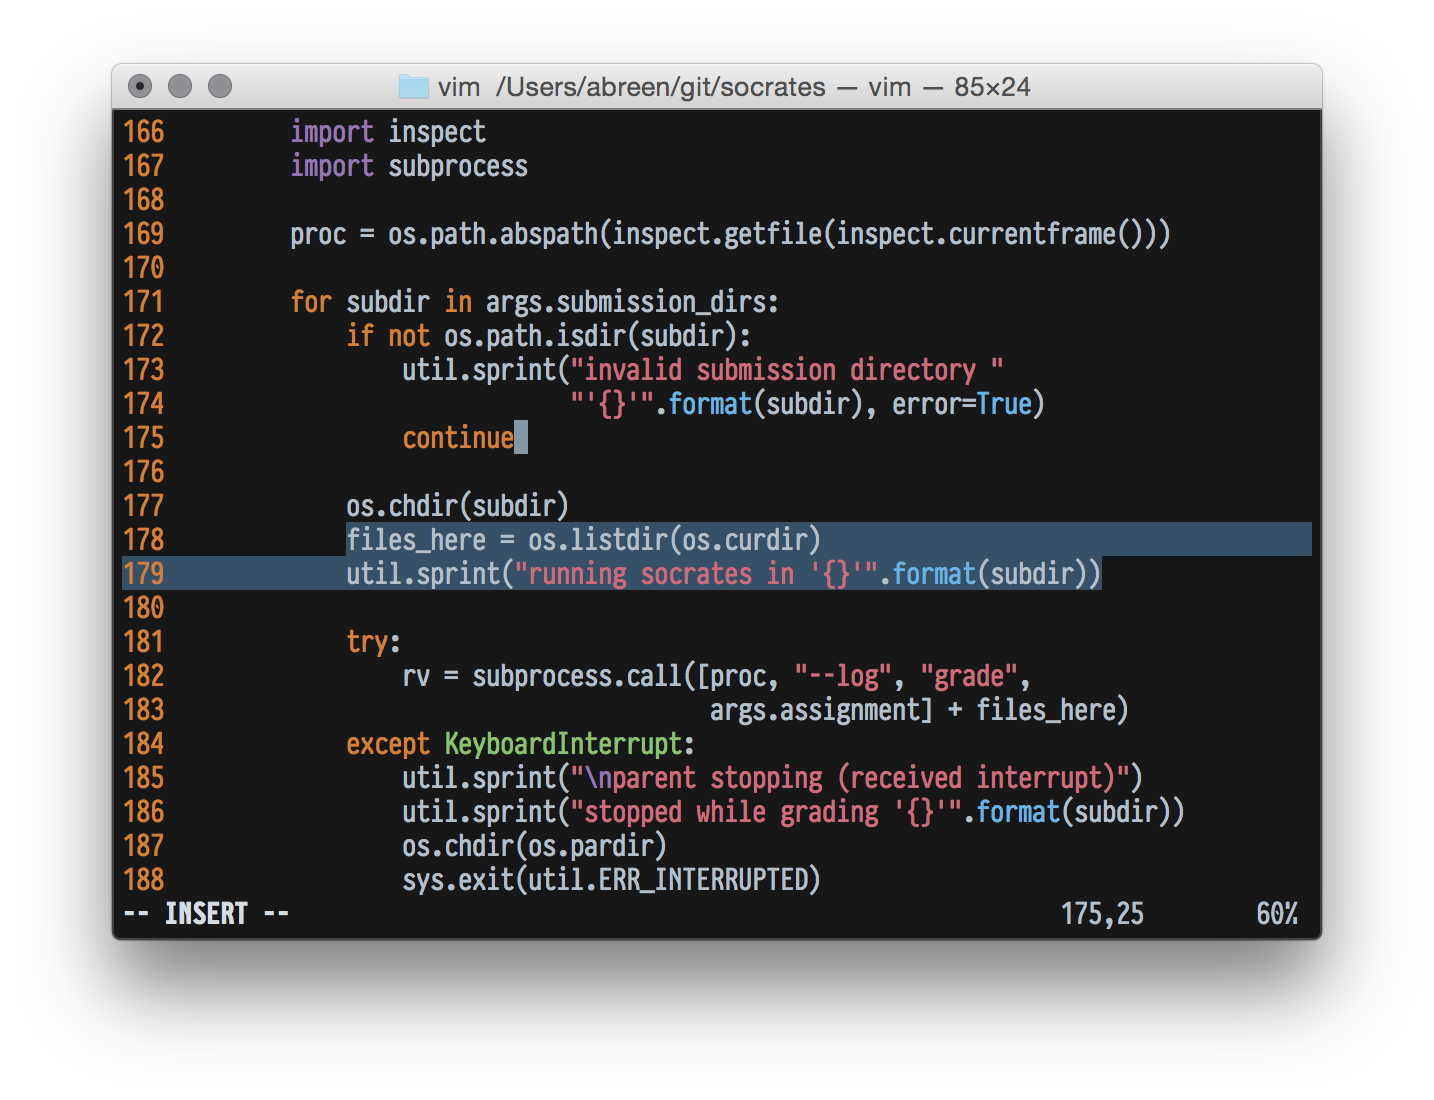 vim /Users/abreen/git/socrates — vim — 85×24
166         import inspect
167         import subprocess
168
169         proc = os.path.abspath(inspect.getfile(inspect.currentframe()))
170
171         for subdir in args.submission_dirs:
172             if not os.path.isdir(subdir):
173                 util.sprint("invalid submission directory "
174                             "'{}'".format(subdir), error=True)
175                 continue
176
177             os.chdir(subdir)
178             files_here = os.listdir(os.curdir)
179             util.sprint("running socrates in '{}'".format(subdir))
180
181             try:
182                 rv = subprocess.call([proc, "--log", "grade",
183                                       args.assignment] + files_here)
184             except KeyboardInterrupt:
185                 util.sprint("\nparent stopping (received interrupt)")
186                 util.sprint("stopped while grading '{}'".format(subdir))
187                 os.chdir(os.pardir)
188                 sys.exit(util.ERR_INTERRUPTED)
-- INSERT --                                                       175,25        60%